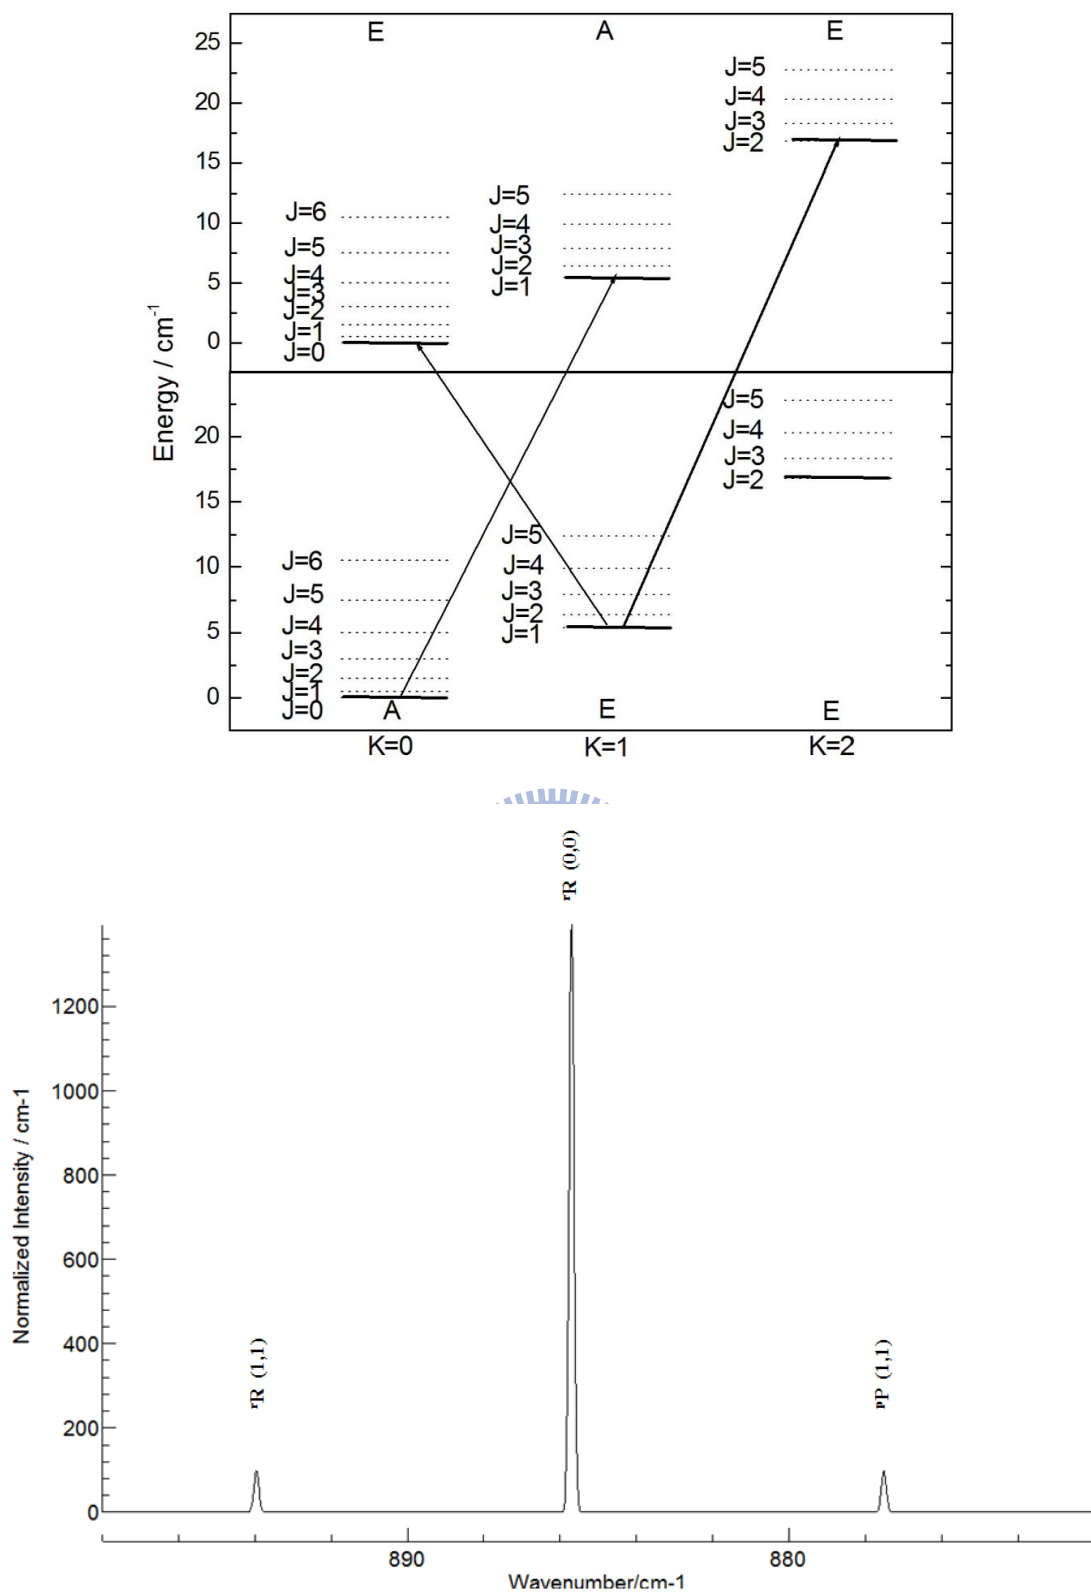 E A E
25
20
15
10
5
0
J=6
J=5
J=4
J=3
J=2
J=1
J=0
J=5
J=4
J=3
J=2
J=1
J=5
J=4
J=3
J=2
Energy / cm-1
20
15
10
5
0
J=6
J=5
J=4
J=3
J=2
J=1
J=0
J=5
J=4
J=3
J=2
J=1
J=5
J=4
J=3
J=2
A E E
K=0 K=1 K=2
rR (0,0)
rR (1,1)
pP (1,1)
Normalized Intensity / cm-1
1200
1000
800
600
400
200
0
890 880
Wavenumber/cm-1